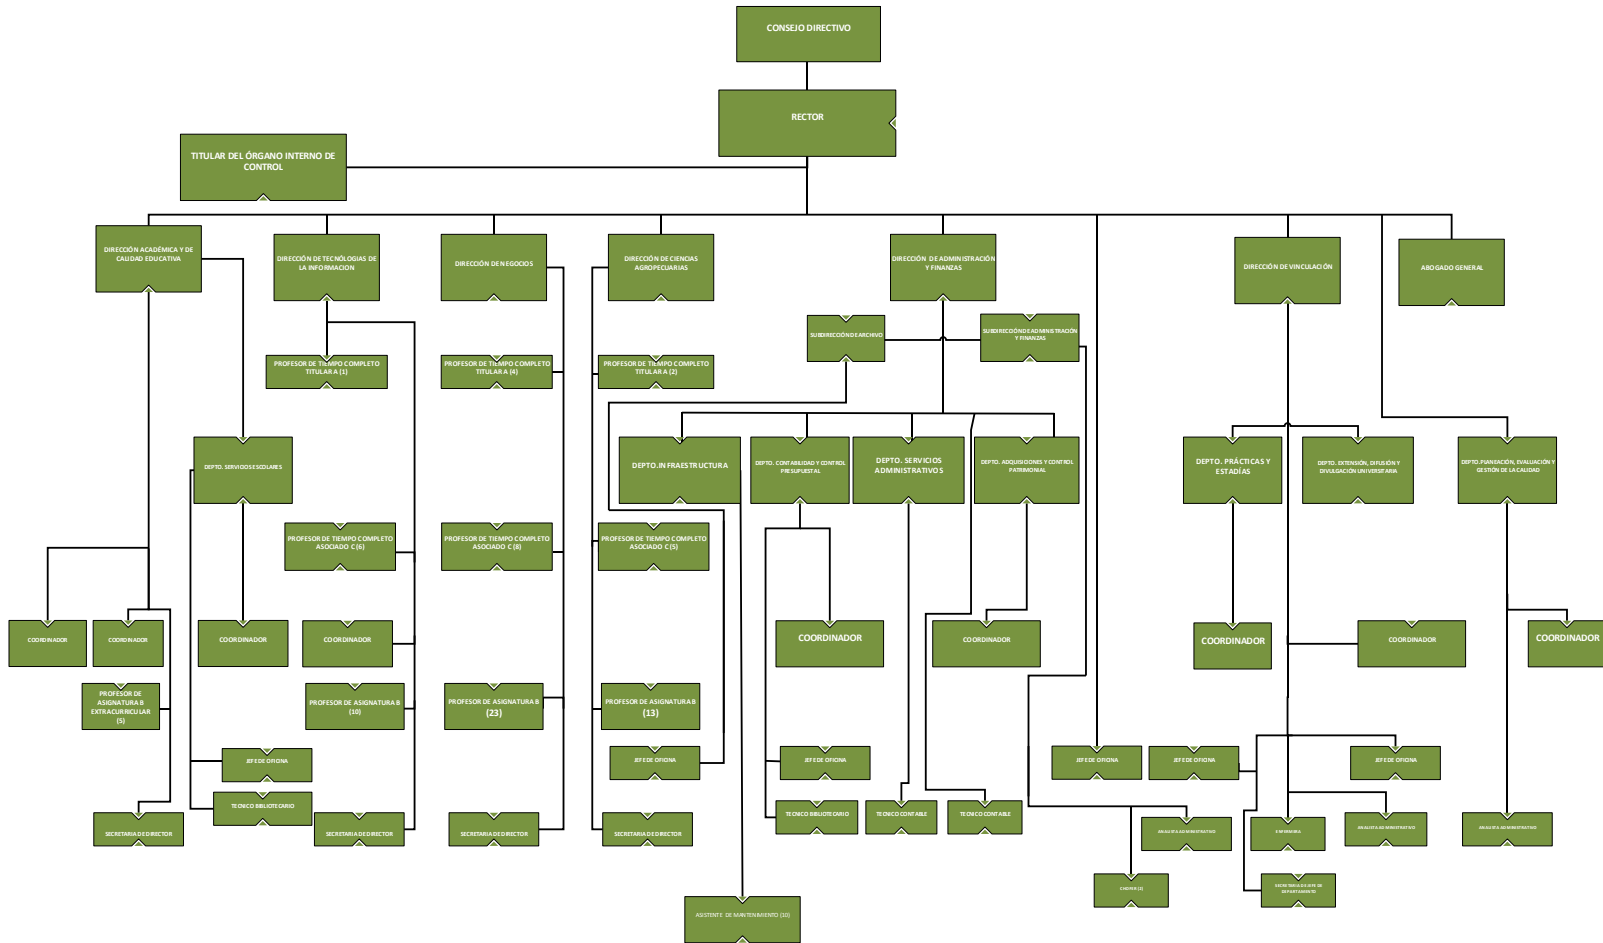 CONSEJO DIRECTIVO
RECTOR
TITULAR DEL ÓRGANO INTERNO DE
CONTROL
DIRECCIÓN ACADÉMICA Y DE
CALIDAD EDUCATIVA
DIRECCIÓN DE TECNÓLOGIAS DE
LA INFORMACION
DIRECCIÓN DE NEGOCIOS
DIRECCIÓN DE CIENCIAS
AGROPECUARIAS
DIRECCIÓN DE ADMINISTRACIÓN
Y FINANZAS
DIRECCIÓN DE VINCULACIÓN
ABOGADO GENERAL
SUBDIRECCIÓN DE ARCHIVO
SUBDIRECCIÓN DE ADMINISTRACIÓN
Y FINANZAS
PROFESOR DE TIEMPO COMPLETO
TITULAR A (1)
PROFESOR DE TIEMPO COMPLETO
TITULAR A (4)
PROFESOR DE TIEMPO COMPLETO
TITULAR A (2)
DEPTO. SERVICIOS ESCOLARES
DEPTO.INFRAESTRUCTURA
DEPTO. CONTABILIDAD Y CONTROL
PRESUPUESTAL
DEPTO. SERVICIOS
ADMINISTRATIVOS
DEPTO. ADQUISICIONES Y CONTROL
PATRIMONIAL
DEPTO. PRÁCTICAS Y
ESTADÍAS
DEPTO. EXTENSIÓN, DIFUSIÓN Y
DIVULGACIÓN UNIVERSITARIA
DEPTO.PLANEACIÓN, EVALUACIÓN Y
GESTIÓN DE LA CALIDAD
PROFESOR DE TIEMPO COMPLETO
ASOCIADO C (6)
PROFESOR DE TIEMPO COMPLETO
ASOCIADO C (8)
PROFESOR DE TIEMPO COMPLETO
ASOCIADO C (5)
COORDINADOR
COORDINADOR
COORDINADOR
COORDINADOR
COORDINADOR
COORDINADOR
COORDINADOR
COORDINADOR
COORDINADOR
PROFESOR DE
ASIGNATURA B
EXTRACURRICULAR
(5)
PROFESOR DE ASIGNATURA B
(10)
PROFESOR DE ASIGNATURA B
(23)
PROFESOR DE ASIGNATURA B
(13)
JEFE DE OFICINA
JEFE DE OFICINA
JEFE DE OFICINA
JEFE DE OFICINA
JEFE DE OFICINA
JEFE DE OFICINA
TECNICO BIBLIOTECARIO
TECNICO BIBLIOTECARIO
TECNICO CONTABLE
TECNICO CONTABLE
SECRETARIA DE DIRECTOR
SECRETARIA DE DIRECTOR
SECRETARIA DE DIRECTOR
SECRETARIA DE DIRECTOR
ANALISTA ADMINISTRATIVO
ENFERMERA
ANALISTA ADMINISTRATIVO
ANALISTA ADMINISTRATIVO
CHOFER (2)
SECRETARIA DE JEFE DE
DEPARTAMENTO
ASISTENTE DE MANTENIMIENTO (10)